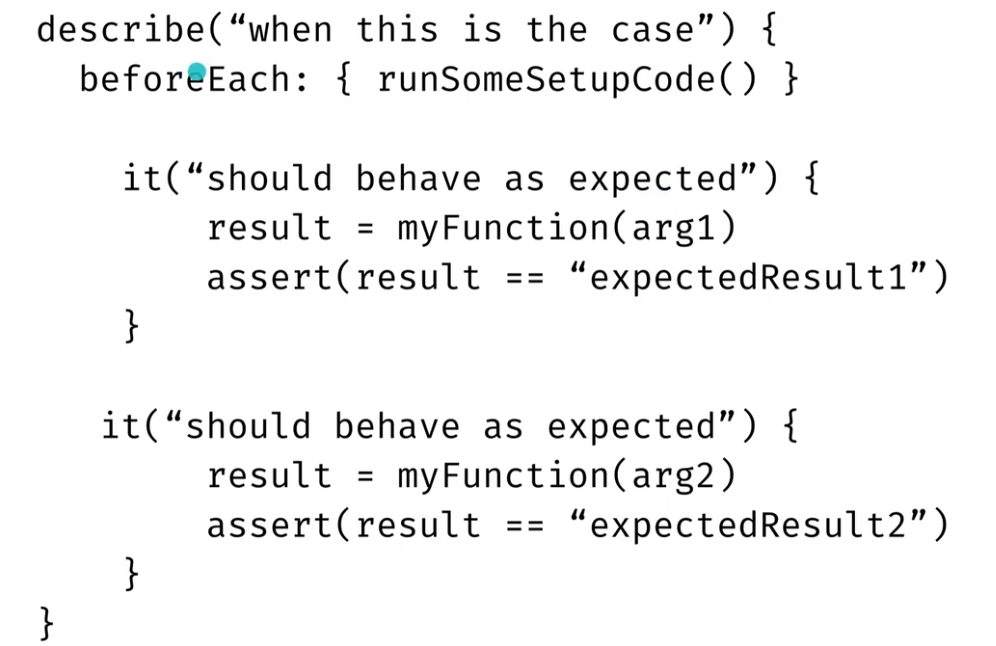 describe(“when this is the case”) {
beforeEach: { runSomeSetupCode() }
it(“should behave as expected”) {
result = myFunction(arg1)
assert(result == “expectedResult1”)
}
it(“should behave as expected”) {
result = myFunction(arg2)
assert(result == “expectedResult2”)
}
}